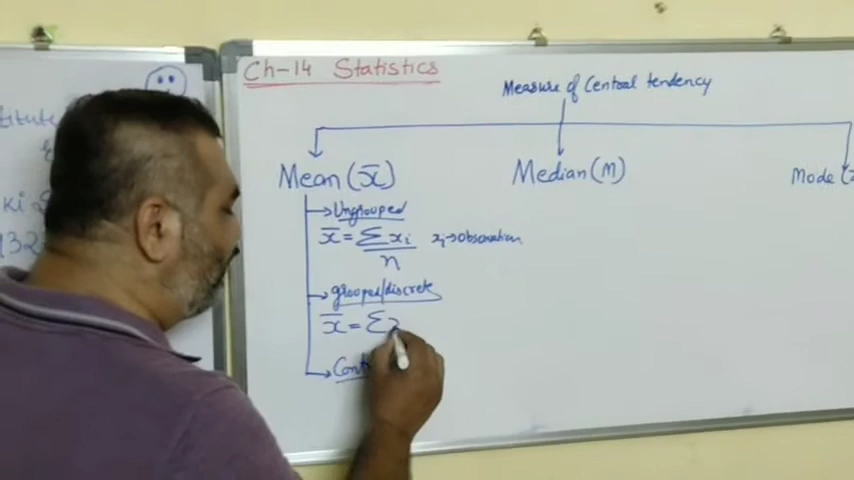 Ch-14 Statistics
Measure of Central tendency
Mean (x̄)
Median (M)
Mode
Ungrouped
x̄ = Σxᵢ / n xᵢ→Observation
grouped/discrete
x̄ = Σ